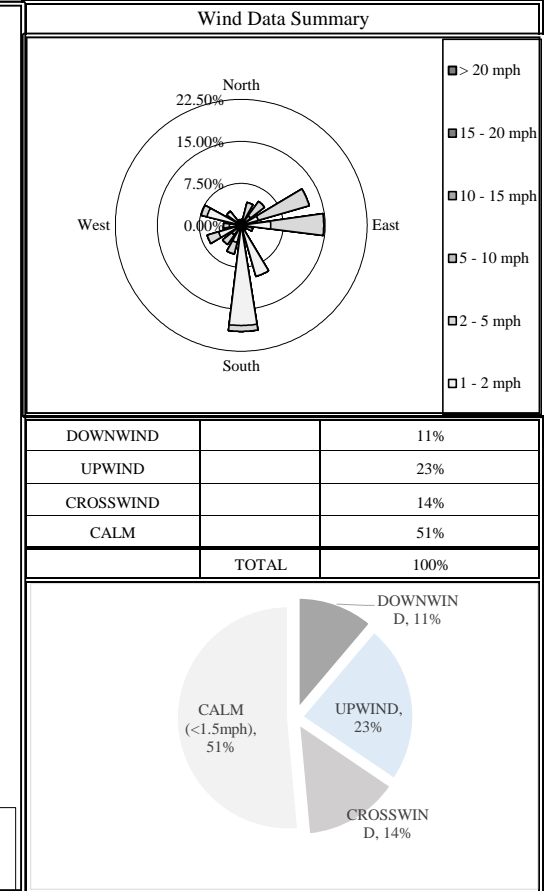 Wind Data Summary
North
22.50%
15.00%
7.50%
0.00%
West
East
South
> 20 mph
15 - 20 mph
10 - 15 mph
5 - 10 mph
2 - 5 mph
1 - 2 mph
DOWNWIND 11%
UPWIND 23%
CROSSWIND 14%
CALM 51%
TOTAL 100%
DOWNWIN
D, 11%
UPWIND,
23%
CROSSWIN
D, 14%
CALM
(<1.5mph),
51%